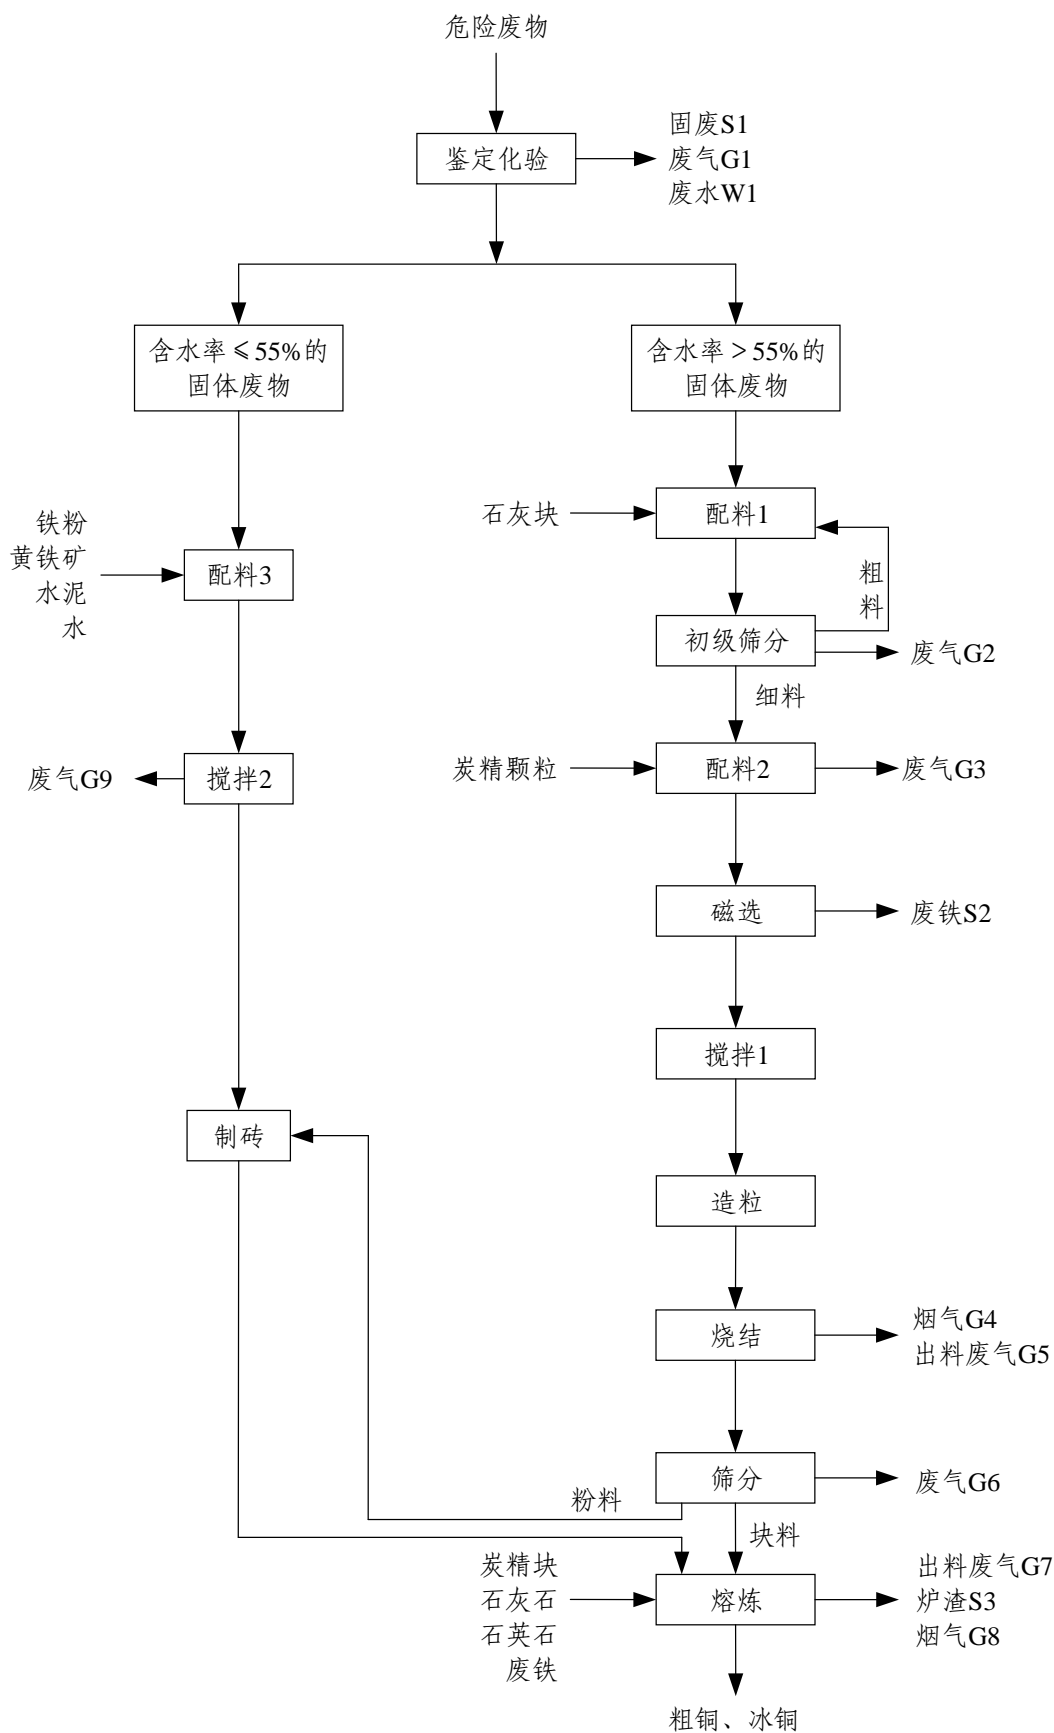 危险废物
鉴定化验
固废S1
废气G1
废水W1
含水率≤55%的
固体废物
含水率>55%的
固体废物
石灰块
配料1
铁粉
黄铁矿
水泥
水
配料3
粗
料
初级筛分
废气G2
细料
废气G9
搅拌2
炭精颗粒
配料2
废气G3
磁选
废铁S2
搅拌1
制砖
造粒
烧结
烟气G4
出料废气G5
筛分
废气G6
粉料
块料
炭精块
石灰石
石英石
废铁
熔炼
出料废气G7
炉渣S3
烟气G8
粗铜、冰铜